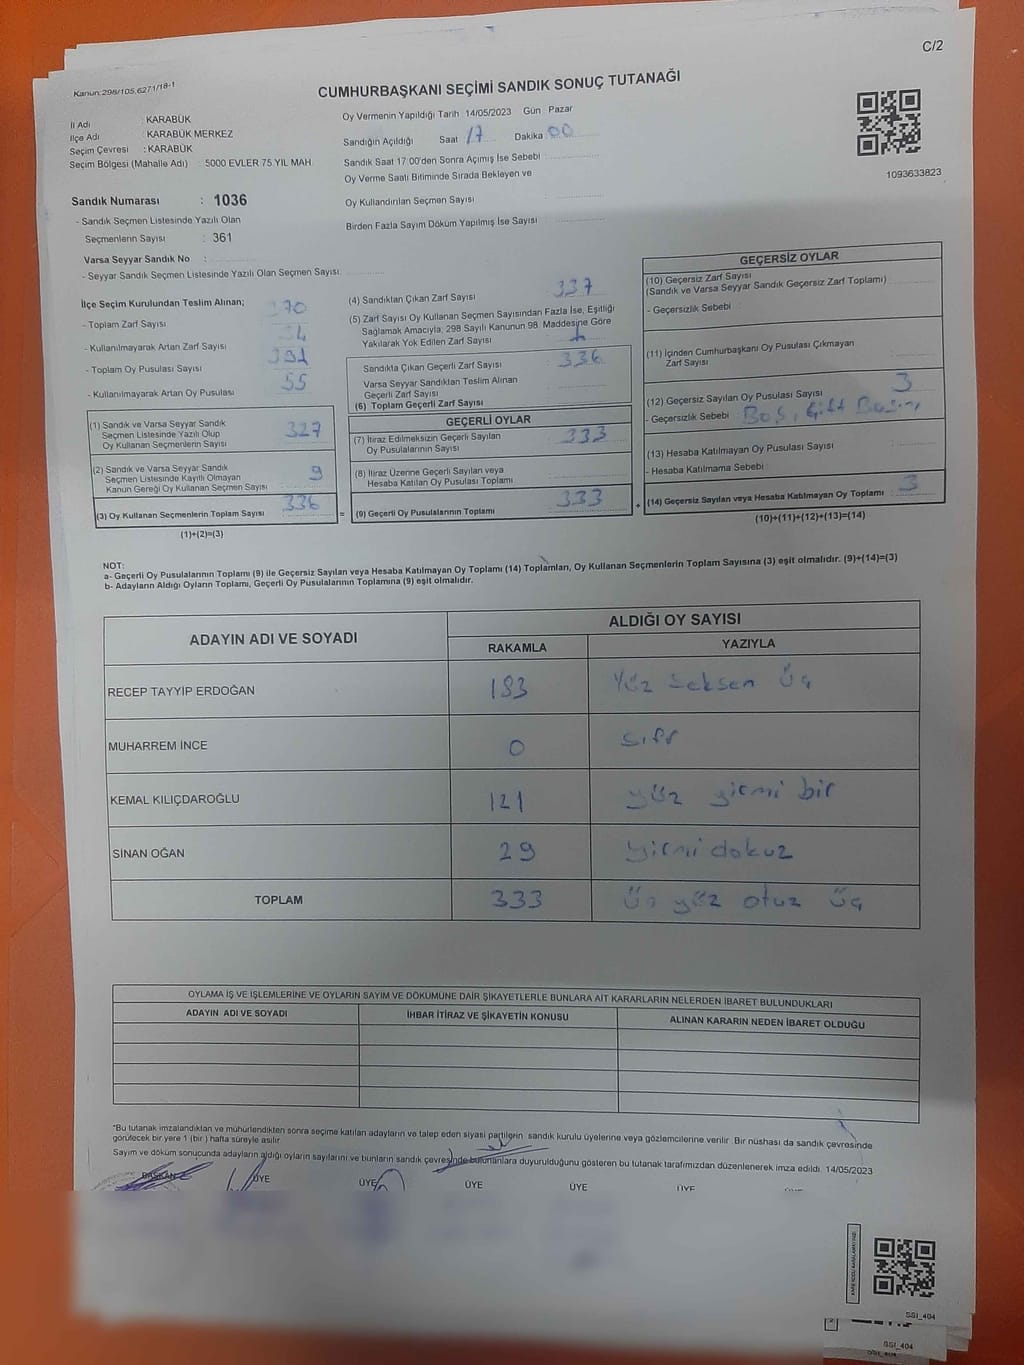 C/2
Kanun: 298/105,6271/18-1
CUMHURBAŞKANI SEÇİMİ SANDIK SONUÇ TUTANAĞI
İl Adı : KARABÜK
İlçe Adı : KARABÜK MERKEZ
Seçim Çevresi : KARABÜK
Seçim Bölgesi (Mahalle Adı) : 5000 EVLER 75 YIL MAH.
Oy Vermenin Yapıldığı Tarih 14/05/2023 Gün : Pazar
Sandığın Açıldığı Saat 17 Dakika 00
Sandık Saat 17:00'den Sonra Açımış İse Sebebi :
Oy Verme Saati Bitiminde Sırada Bekleyen ve
Oy Kullandırılan Seçmen Sayısı
Birden Fazla Sayım Döküm Yapılmış İse Sayısı :
1093633823
Sandık Numarası : 1036
- Sandık Seçmen Listesinde Yazılı Olan
Seçmenlerin Sayısı : 361
Varsa Seyyar Sandık No :
- Seyyar Sandık Seçmen Listesinde Yazılı Olan Seçmen Sayısı:
İlçe Seçim Kurulundan Teslim Alınan;
- Toplam Zarf Sayısı
- Kullanılmayarak Artan Zarf Sayısı
- Toplam Oy Pusulası Sayısı 391
- Kullanılmayarak Artan Oy Pusulası 55
(1) Sandık ve Varsa Seyyar Sandık
Seçmen Listesinde Yazılı Olup
Oy Kullanan Seçmenlerin Sayısı 327
(2) Sandık ve Varsa Seyyar Sandık
Seçmen Listesinde Kayıtlı Olmayan
Kanun Gereği Oy Kullanan Seçmen Sayısı 9
(3) Oy Kullanan Seçmenlerin Toplam Sayısı 336 =
(1)+(2)=(3)
(4) Sandıktan Çıkan Zarf Sayısı 337
(5) Zarf Sayısı Oy Kullanan Seçmen Sayısından Fazla İse, Eşitliği
Sağlamak Amacıyla; 298 Sayılı Kanunun 98. Maddesine Göre
Yakılarak Yok Edilen Zarf Sayısı 1
Sandıkta Çıkan Geçerli Zarf Sayısı 336
Varsa Seyyar Sandıktan Teslim Alınan
Geçerli Zarf Sayısı
(6) Toplam Geçerli Zarf Sayısı
GEÇERLİ OYLAR
(7) İtiraz Edilmeksizin Geçerli Sayılan
Oy Pusulalarının Sayısı 333
(8) İtiraz Üzerine Geçerli Sayılan veya
Hesaba Katılan Oy Pusulası Toplamı
(9) Geçerli Oy Pusulalarının Toplamı 333 +
GEÇERSİZ OYLAR
(10) Geçersiz Zarf Sayısı
(Sandık ve Varsa Seyyar Sandık Geçersiz Zarf Toplamı)
- Geçersizlik Sebebi :
(11) İçinden Cumhurbaşkanı Oy Pusulası Çıkmayan
Zarf Sayısı
(12) Geçersiz Sayılan Oy Pusulası Sayısı 3
- Geçersizlik Sebebi : Boş, Çift Basım
(13) Hesaba Katılmayan Oy Pusulası Sayısı
- Hesaba Katılmama Sebebi
(14) Geçersiz Sayılan veya Hesaba Katılmayan Oy Toplamı 3
(10)+(11)+(12)+(13)=(14)
NOT:
a- Geçerli Oy Pusulalarının Toplamı (9) ile Geçersiz Sayılan veya Hesaba Katılmayan Oy Toplamı (14) Toplamları, Oy Kullanan Seçmenlerin Toplam Sayısına (3) eşit olmalıdır. (9)+(14)=(3)
b- Adayların Aldığı Oyların Toplamı, Geçerli Oy Pusulalarının Toplamına (9) eşit olmalıdır.
ADAYIN ADI VE SOYADI ALDIĞI OY SAYISI
RAKAMLA YAZIYLA
RECEP TAYYİP ERDOĞAN 183 Yüz Seksen Üç
MUHARREM İNCE 0 sıfr
KEMAL KILIÇDAROĞLU 121 yüz yirmi bir
SİNAN OĞAN 29 yirmi dokuz
TOPLAM 333 Üç yüz otuz üç
OYLAMA İŞ VE İŞLEMLERİNE VE OYLARIN SAYIM VE DÖKÜMÜNE DAİR ŞİKAYETLERLE BUNLARA AİT KARARLARIN NELERDEN İBARET BULUNDUKLARI
ADAYIN ADI VE SOYADI İHBAR İTİRAZ VE ŞİKAYETİN KONUSU ALINAN KARARIN NEDEN İBARET OLDUĞU
*Bu tutanak imzalandıktan ve mühürlendikten sonra seçime katılan adayların ve talep eden siyasi partilerin sandık kurulu üyelerine veya gözlemcilerine verilir. Bir nüshası da sandık çevresinde
görülecek bir yere 1 (bir) hafta süreyle asılır
Sayım ve döküm sonucunda adayların aldığı oyların sayılarını ve bunların sandık çevresinde bulunanlara duyurulduğunu gösteren bu tutanak tarafımızdan düzenlenerek imza edildi. 14/05/2023
BAŞKAN ÜYE ÜYE ÜYE ÜYE ÜYE
SSI_404
SSI_404
SSI_404